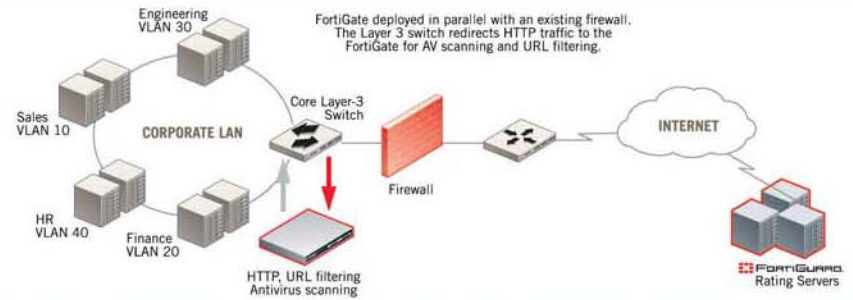 Engineering
VLAN 30
FortiGate deployed in parallel with an existing firewall.
The Layer 3 switch redirects HTTP traffic to the
FortiGate for AV scanning and URL filtering.
Sales
VLAN 10
CORPORATE LAN
Core Layer-3
Switch
INTERNET
Firewall
HR
VLAN 40
Finance
VLAN 20
HTTP, URL filtering
Antivirus scanning
FORTIGUARD
Rating Servers